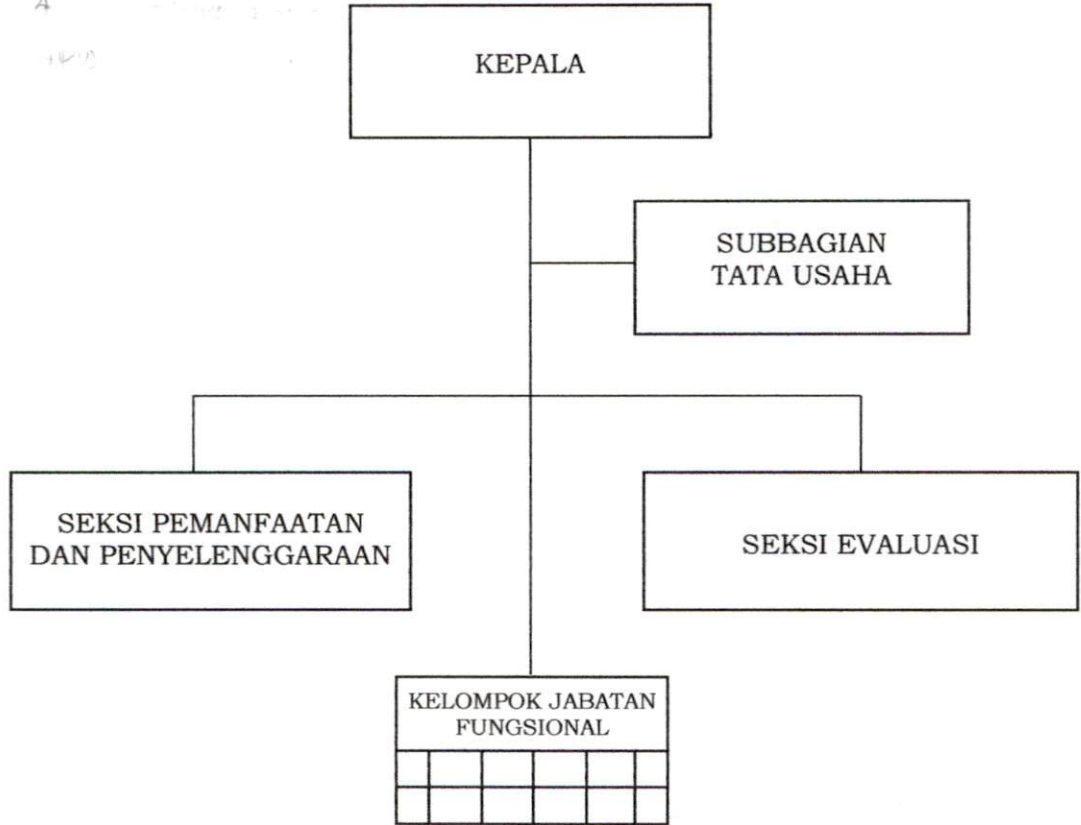 KEPALA
SUBBAGIAN
TATA USAHA
SEKSI PEMANFAATAN
DAN PENYELENGGARAAN
SEKSI EVALUASI
KELOMPOK JABATAN
FUNGSIONAL